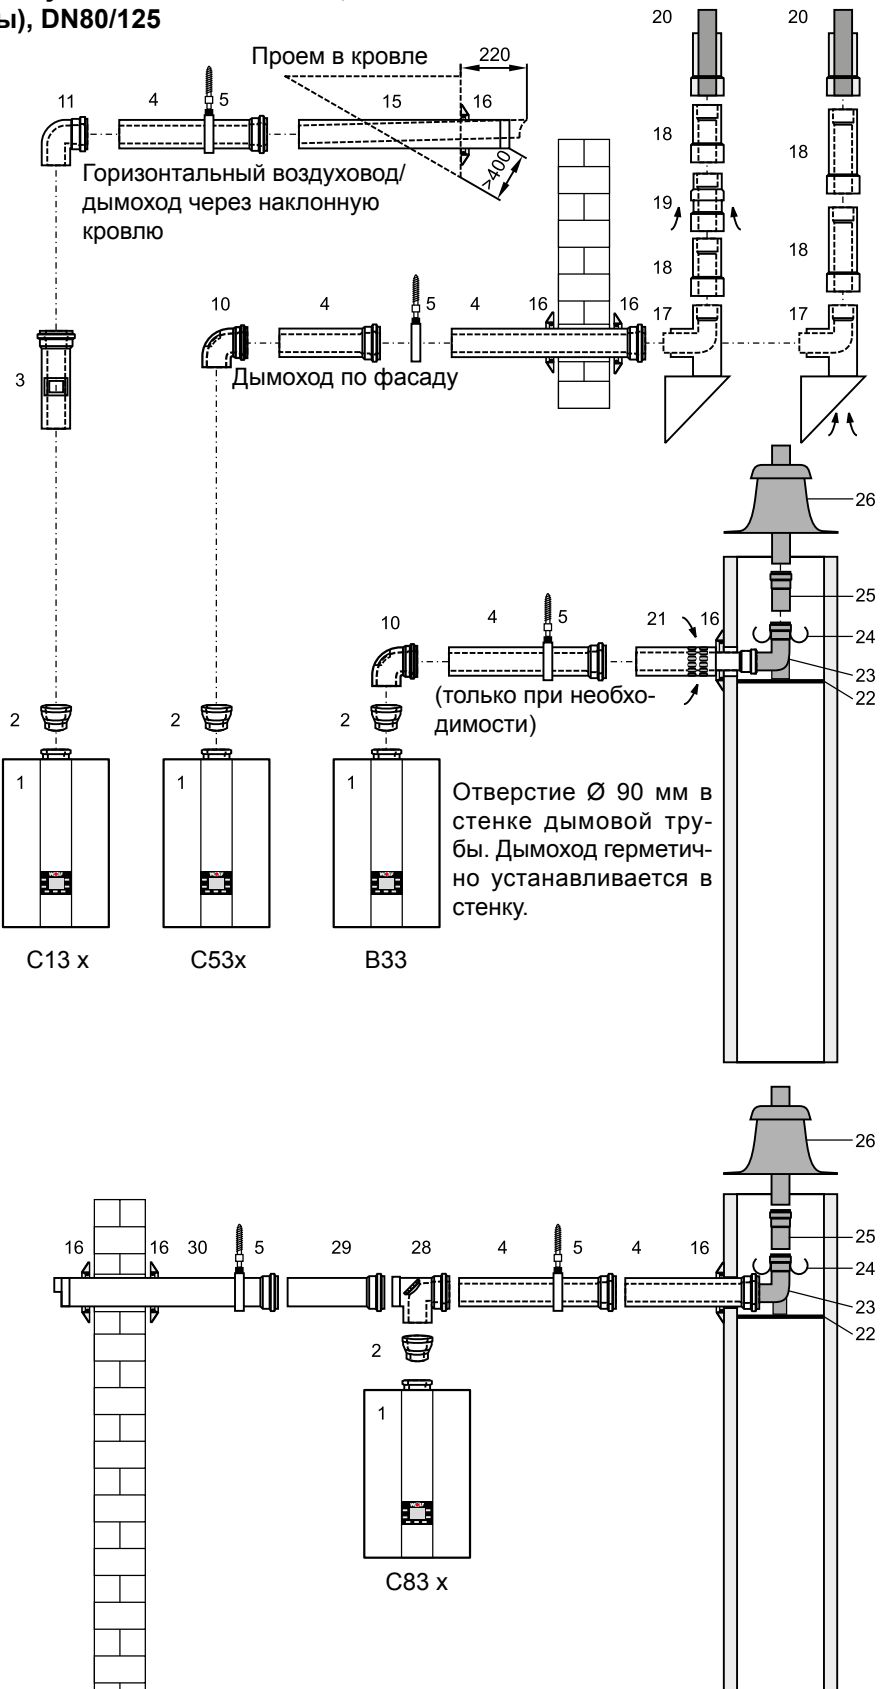 ы), DN80/125
20 20
Проем в кровле 220
11 4 5 15 16
>400
Горизонтальный воздуховод/
дымоход через наклонную
кровлю
18 18
19
18 18
10 4 5 4 16 16 17 17
Дымоход по фасаду
3
26
25
24
23
22
10 4 5 21 16
(только при необхо-
димости)
2 2 2
1 1 1
WOLF WOLF WOLF
Отверстие Ø 90 мм в
стенке дымовой тру-
бы. Дымоход герметич-
но устанавливается в
стенку.
C13 x C53x B33
26
25
24
23
22
16 16 30 5 29 28 4 5 4 16
2
1
WOLF
C83 x